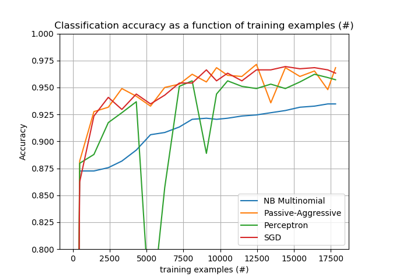 Classification accuracy as a function of training examples (#)
1.000
0.975
0.950
0.925
0.900
0.875
0.850
0.825
0.800
Accuracy
NB Multinomial
Passive-Aggressive
Perceptron
SGD
0 2500 5000 7500 10000 12500 15000 17500
training examples (#)